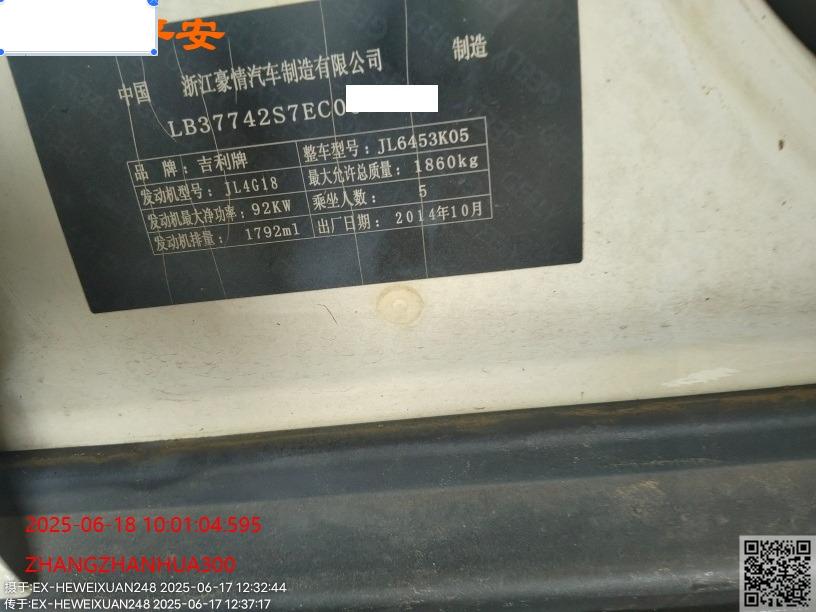 平安
中国 浙江豪情汽车制造有限公司 制造
LB37742S7EC0
品 牌：吉利牌 整车型号：JL6453K05
发动机型号：JL4G18 最大允许总质量：1860kg
发动机最大净功率：92KW 乘坐人数： 5
发动机排量： 1792ml 出厂日期：2014年10月
2025-06-18 10:01:04.595
ZHANGZHANHUA300
摄于:EX-HEWEIXUAN248 2025-06-17 12:32:44
传于:EX-HEWEIXUAN248 2025-06-17 12:37:17